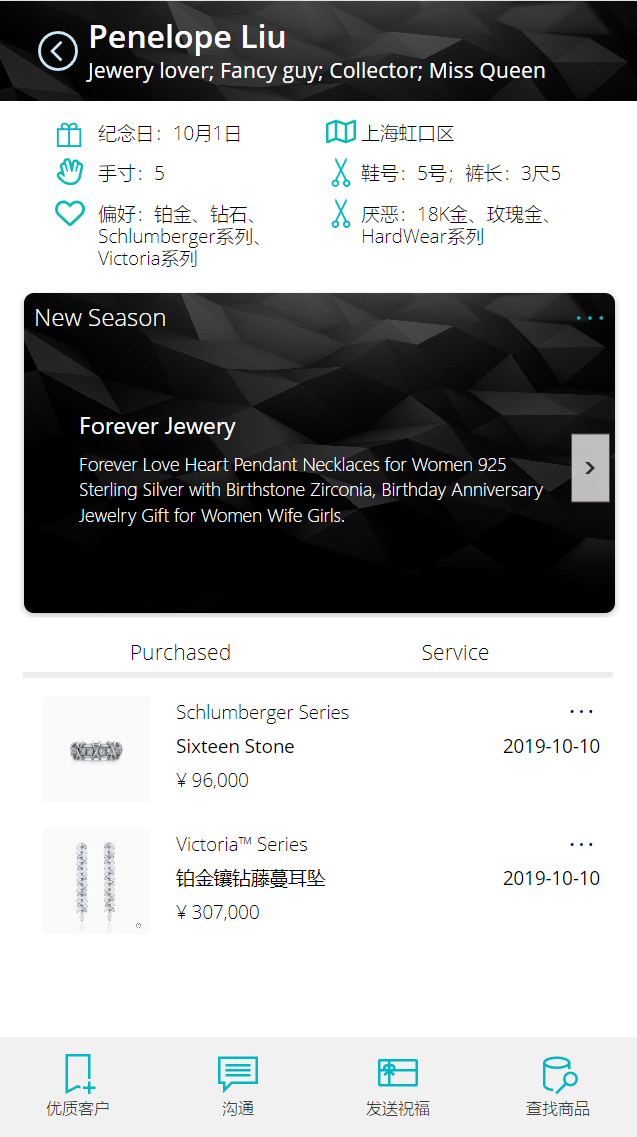 Penelope Liu
Jewery lover; Fancy guy; Collector; Miss Queen
纪念日：10月1日
上海虹口区
手寸：5
鞋号：5号；裤长：3尺5
偏好：铂金、钻石、
Schlumberger系列、
Victoria系列
厌恶：18K金、玫瑰金、
HardWear系列
New Season
Forever Jewery
Forever Love Heart Pendant Necklaces for Women 925
Sterling Silver with Birthstone Zirconia, Birthday Anniversary
Jewelry Gift for Women Wife Girls.
Purchased
Service
Schlumberger Series
Sixteen Stone
2019-10-10
¥ 96,000
Victoria™ Series
铂金镶钻藤蔓耳坠
2019-10-10
¥ 307,000
优质客户
沟通
发送祝福
查找商品